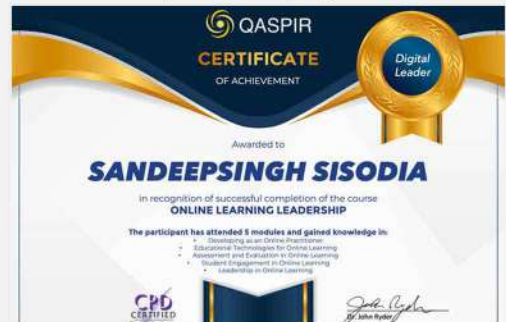 QASPIR
CERTIFICATE
OF ACHIEVEMENT
Digital
Leader
Awarded to
SANDEEPSINGH SISODIA
in recognition of successful completion of the course
ONLINE LEARNING LEADERSHIP
The participant has attended 5 modules and gained knowledge in:
• Developing as an Online Practitioner
• Educational Technologies for Online Learning
• Assessment and Evaluation in Online Learning
• Student Engagement in Online Learning
• Leadership in Online Learning
CPD
CERTIFIED
Dr. John Ryder